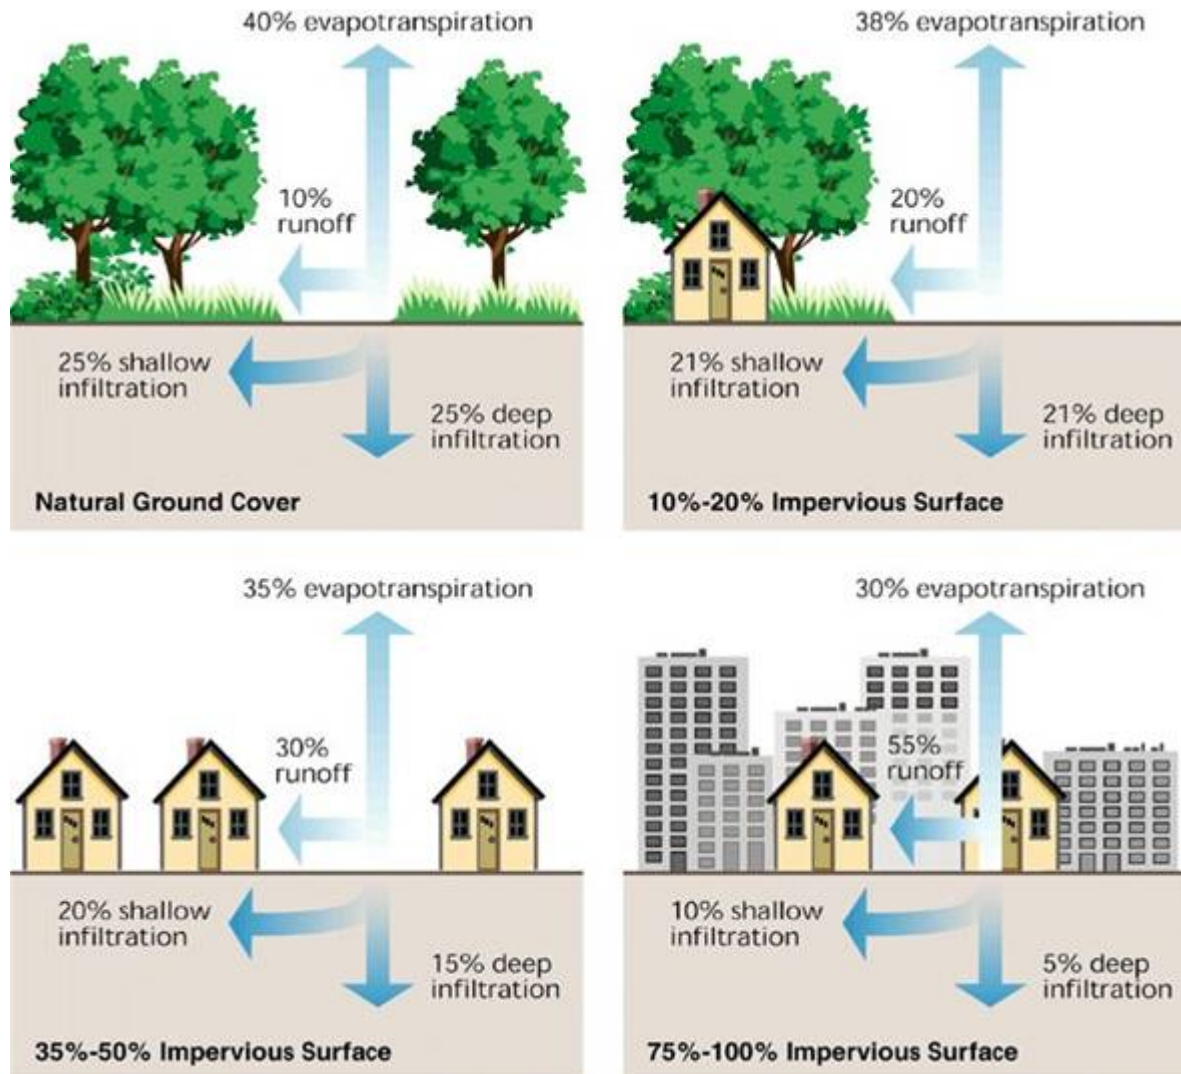 40% evapotranspiration
10%
runoff
25% shallow
infiltration
25% deep
infiltration
Natural Ground Cover
38% evapotranspiration
20%
runoff
21% shallow
infiltration
21% deep
infiltration
10%-20% Impervious Surface
35% evapotranspiration
30%
runoff
20% shallow
infiltration
15% deep
infiltration
35%-50% Impervious Surface
30% evapotranspiration
55%
runoff
10% shallow
infiltration
5% deep
infiltration
75%-100% Impervious Surface